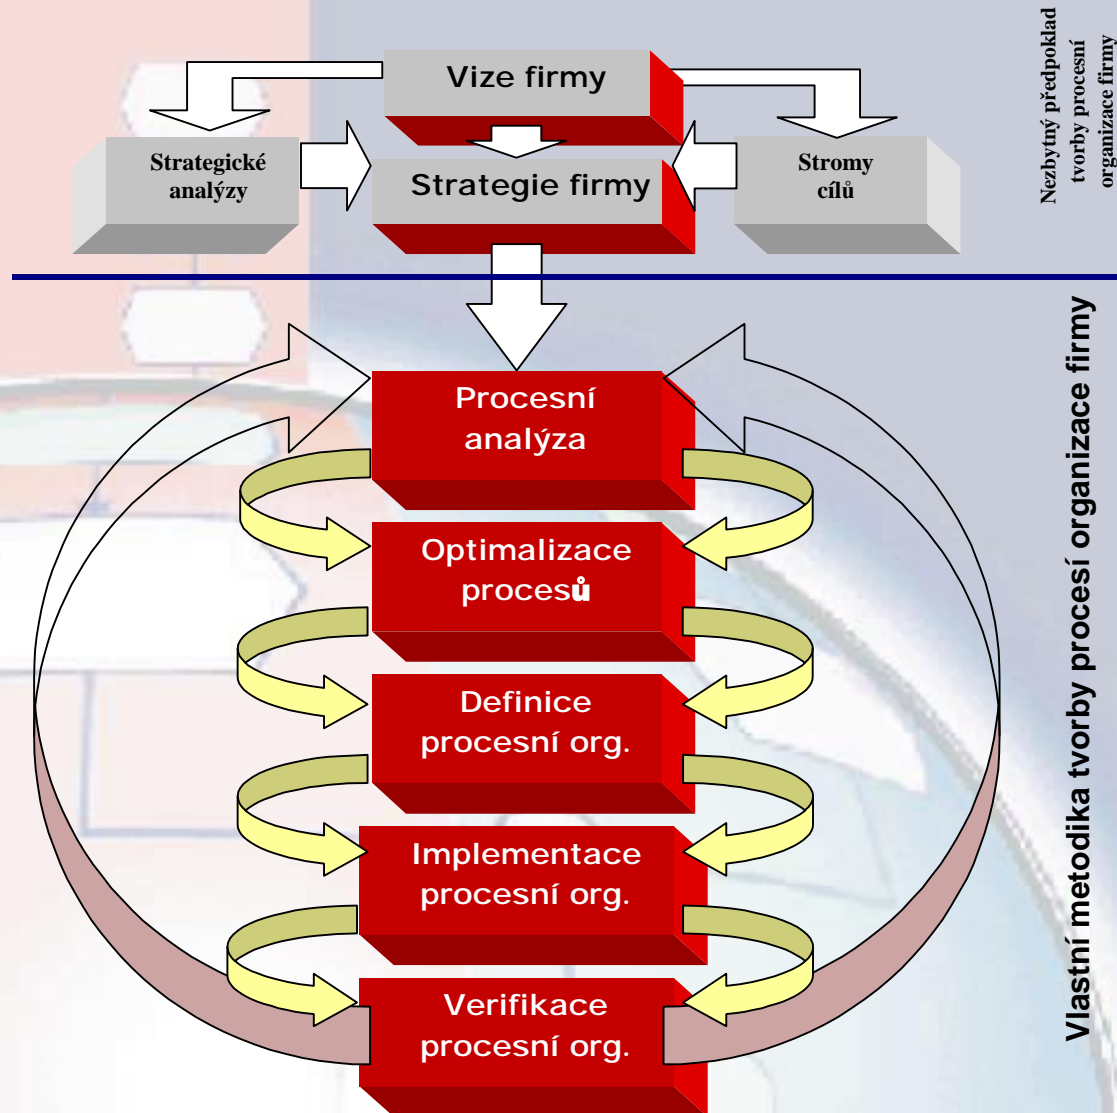 Vize firmy
Strategické
analýzy
Strategie firmy
Stromy
cílů
Nezbytný předpoklad
tvorby procesní
organizace firmy
Procesní
analýza
Optimalizace
procesů
Definice
procesní org.
Implementace
procesní org.
Verifikace
procesní org.
Vlastní metodika tvorby procesí organizace firmy